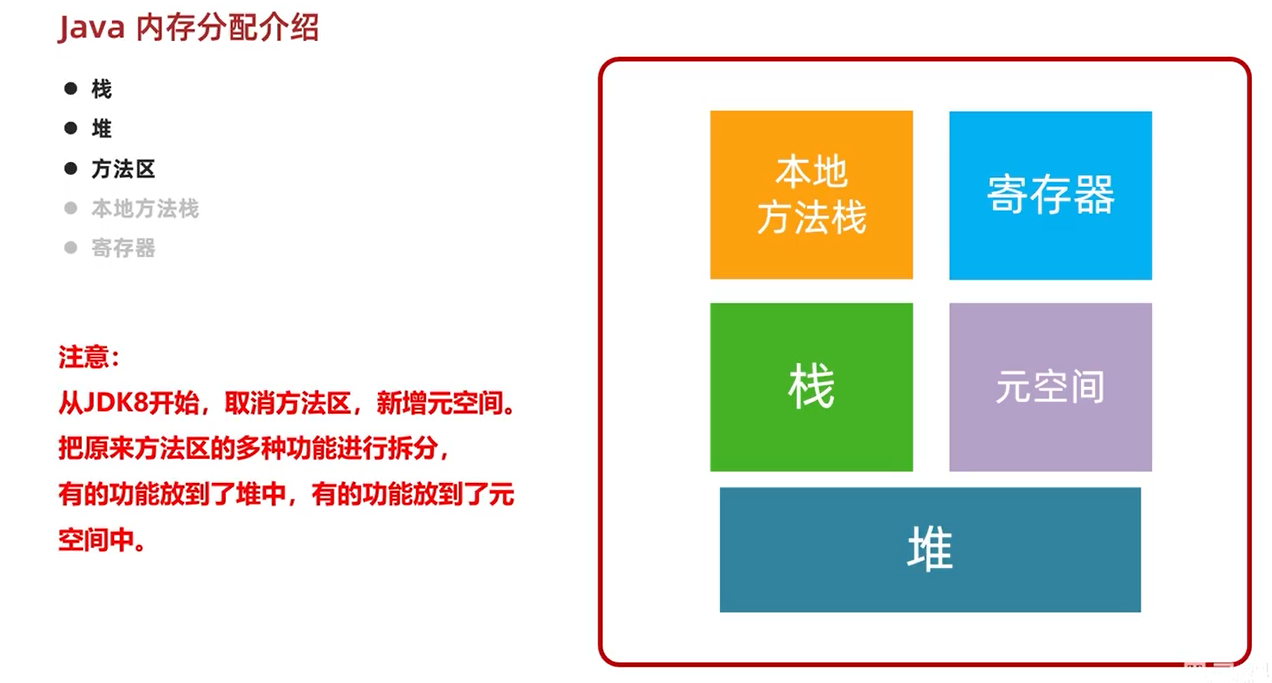 Java 内存分配介绍
栈
堆
方法区
本地方法栈
寄存器
注意：
从JDK8开始，取消方法区，新增元空间。
把原来方法区的多种功能进行拆分，
有的功能放到了堆中，有的功能放到了元
空间中。
本地
方法栈
寄存器
栈
元空间
堆